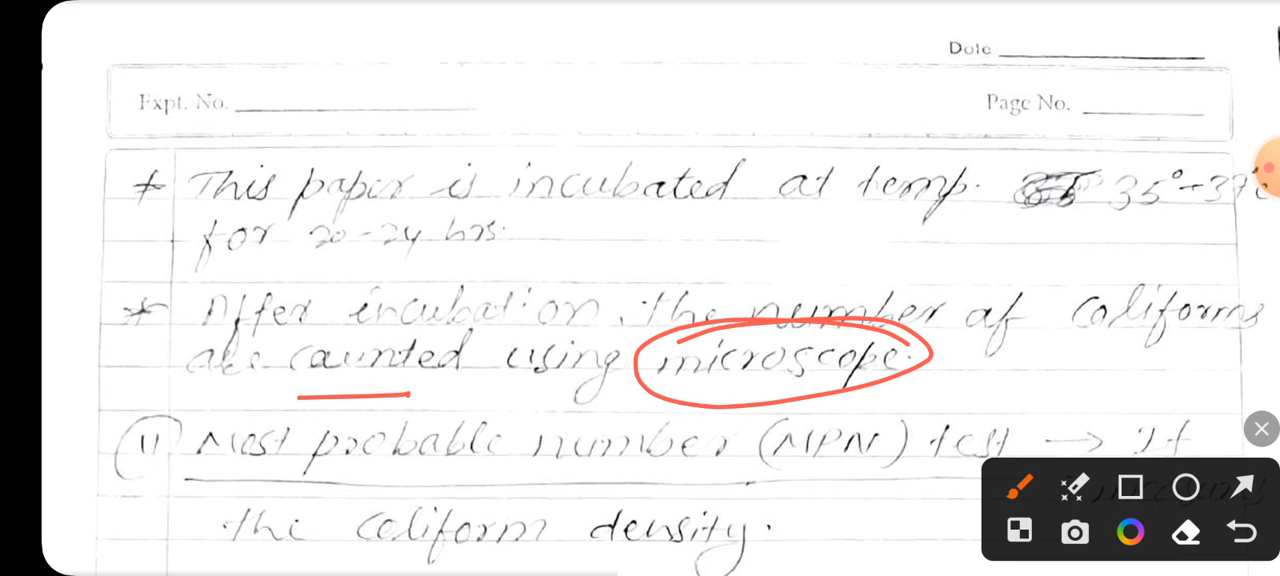 Date
Expt. No.
Page No.
* This paper is incubated at temp. 35°-37°c
for 20-24 hrs.
* After incubation, the number of coliforms
are counted using microscope.
(11) Most probable number (MPN) test → It
the coliform density.